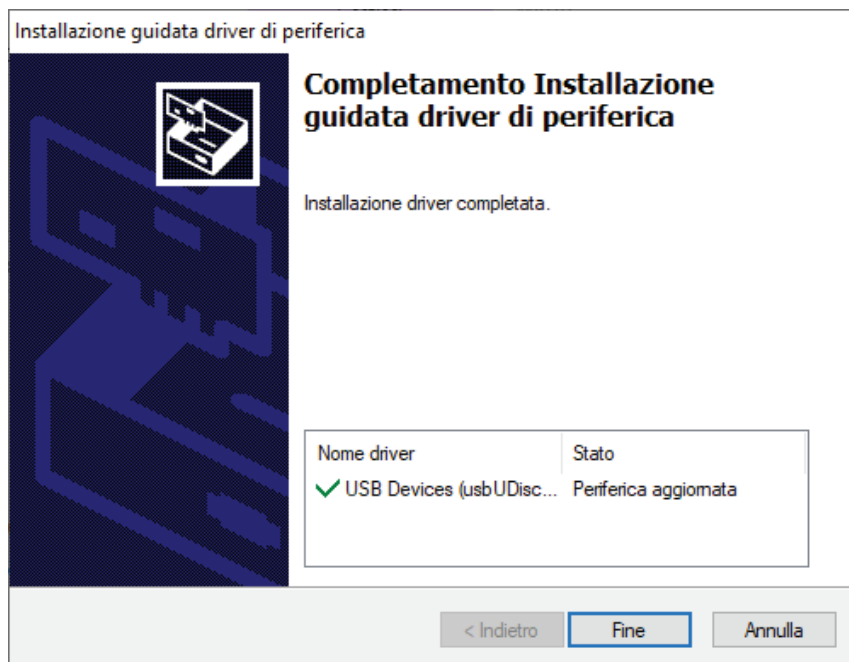 Installazione guidata driver di periferica
Completamento Installazione
guidata driver di periferica
Installazione driver completata.
Nome driver Stato
USB Devices (usbUDisc... Periferica aggiornata
< Indietro Fine Annulla